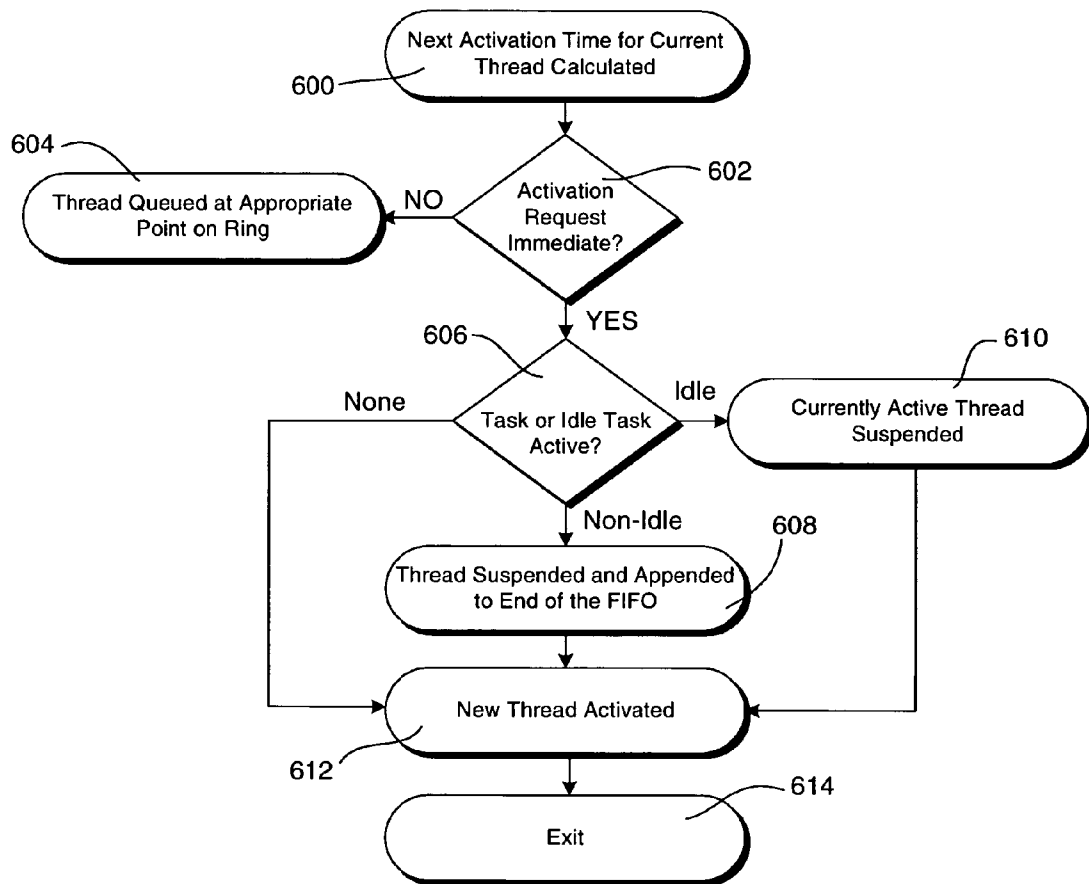 Next Activation Time for Current
Thread Calculated
600
604
602
Thread Queued at Appropriate
Point on Ring
NO
Activation
Request
Immediate?
YES
606
610
None
Idle
Task or Idle Task
Active?
Currently Active Thread
Suspended
Non-Idle
608
Thread Suspended and Appended
to End of the FIFO
New Thread Activated
612
614
Exit